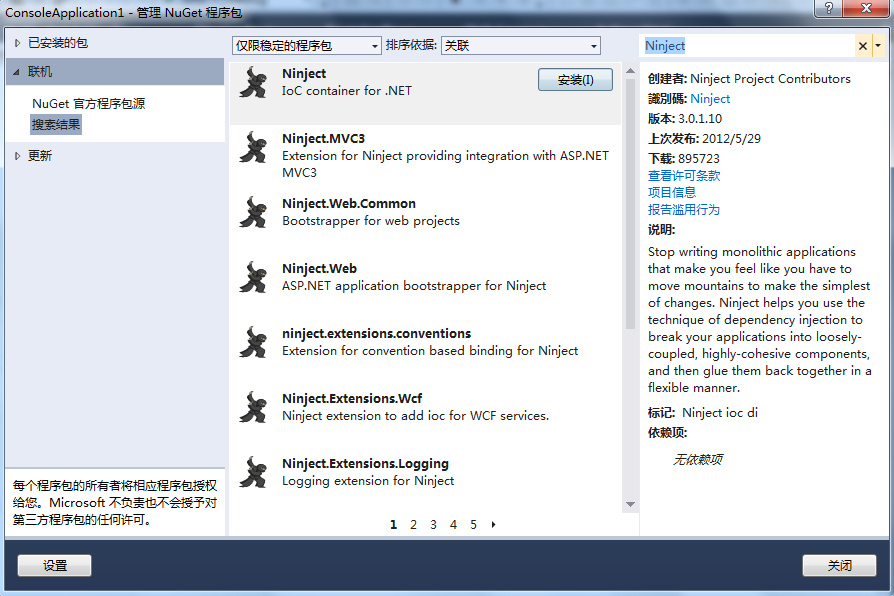 ConsoleApplication1 - 管理 NuGet 程序包
已安装的包
联机
NuGet 官方程序包源
搜索结果
更新
每个程序包的所有者将相应程序包授权
给您。Microsoft 不负责也不会授予对
第三方程序包的任何许可。
仅限稳定的程序包 排序依据: 关联
Ninject
IoC container for .NET
安装(I)
Ninject.MVC3
Extension for Ninject providing integration with ASP.NET
MVC3
Ninject.Web.Common
Bootstrapper for web projects
Ninject.Web
ASP.NET application bootstrapper for Ninject
ninject.extensions.conventions
Extension for convention based binding for Ninject
Ninject.Extensions.Wcf
Ninject extension to add ioc for WCF services.
Ninject.Extensions.Logging
Logging extension for Ninject
1 2 3 4 5
Ninject
创建者: Ninject Project Contributors
識別碼: Ninject
版本: 3.0.1.10
上次发布: 2012/5/29
下载: 895723
查看许可条款
项目信息
报告滥用行为
说明:
Stop writing monolithic applications
that make you feel like you have to
move mountains to make the simplest
of changes. Ninject helps you use the
technique of dependency injection to
break your applications into loosely-
coupled, highly-cohesive components,
and then glue them back together in a
flexible manner.
标记: Ninject ioc di
依赖项:
无依赖项
设置
关闭